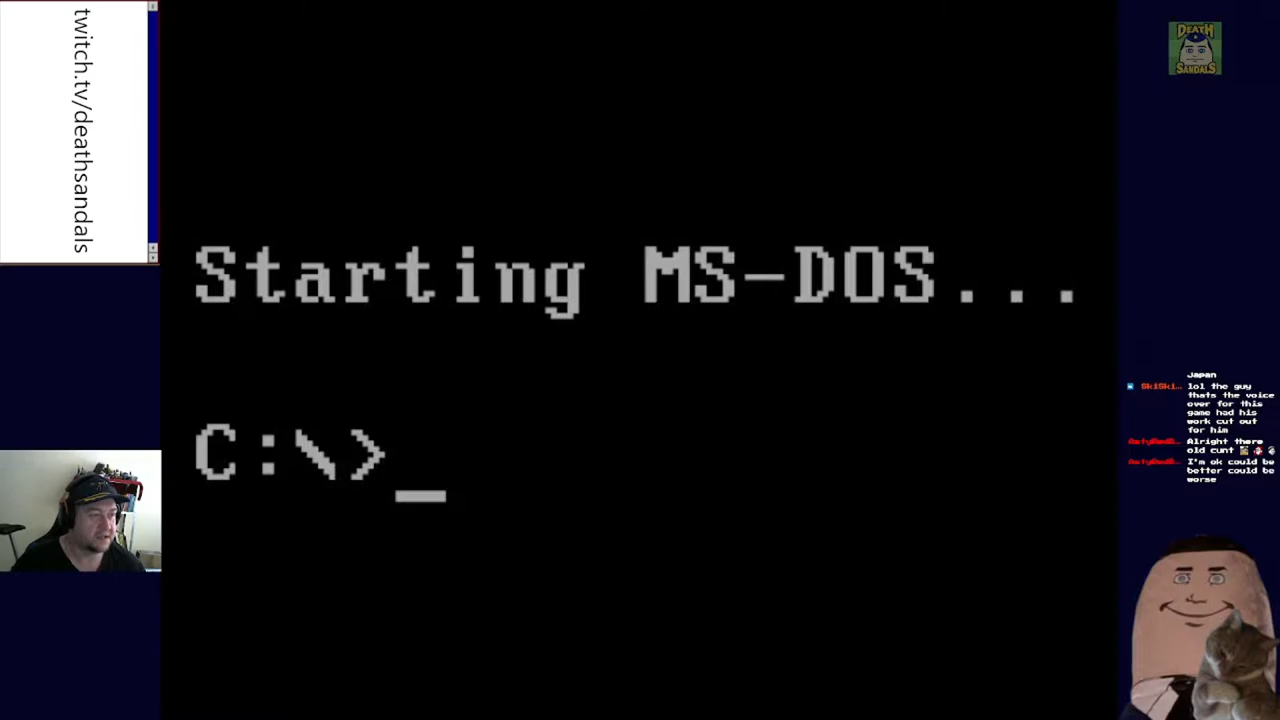 twitch.tv/deathsandals
DEATH
SANDALS
Starting MS-DOS...
C:\>_
Japan
SkiSki… lol the guy
thats the voice
over for this
game had his
work cut out
for him
Alright there
old cunt
I'm ok could be
better could be
worse